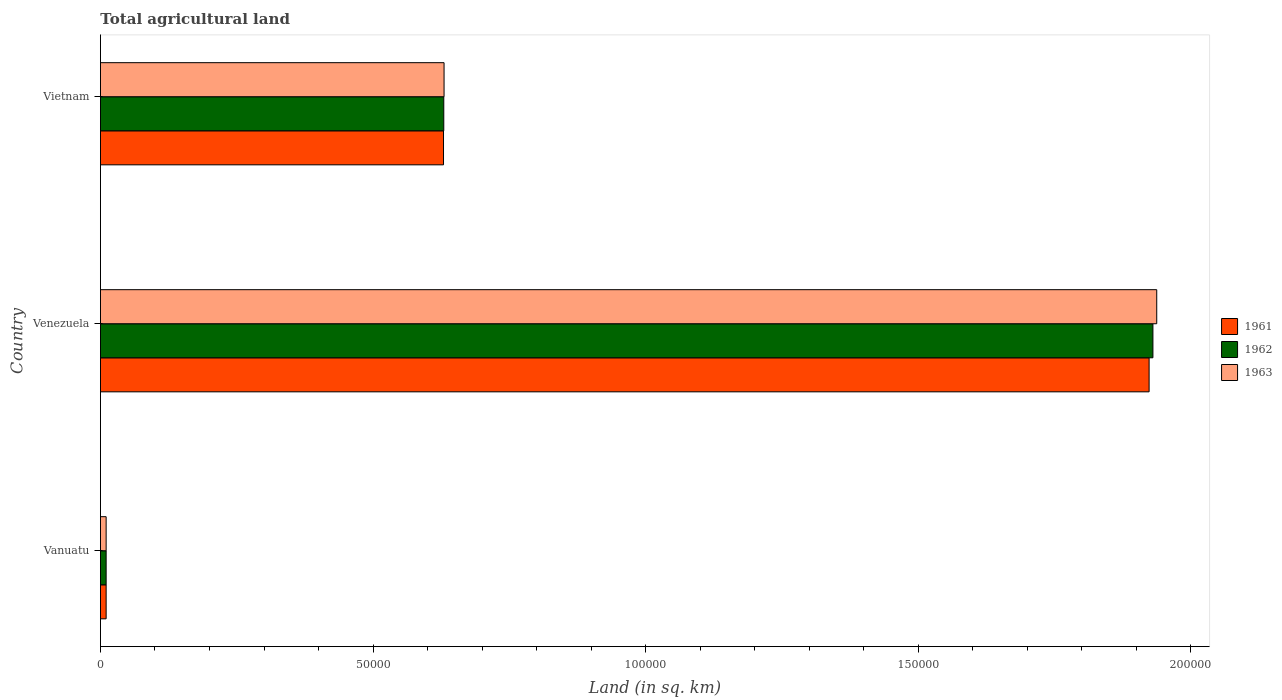 Total agricultural land
Vietnam
Venezuela
Vanuatu
Country
0
50000
100000
150000
200000
Land (in sq. km)
1961
1962
1963